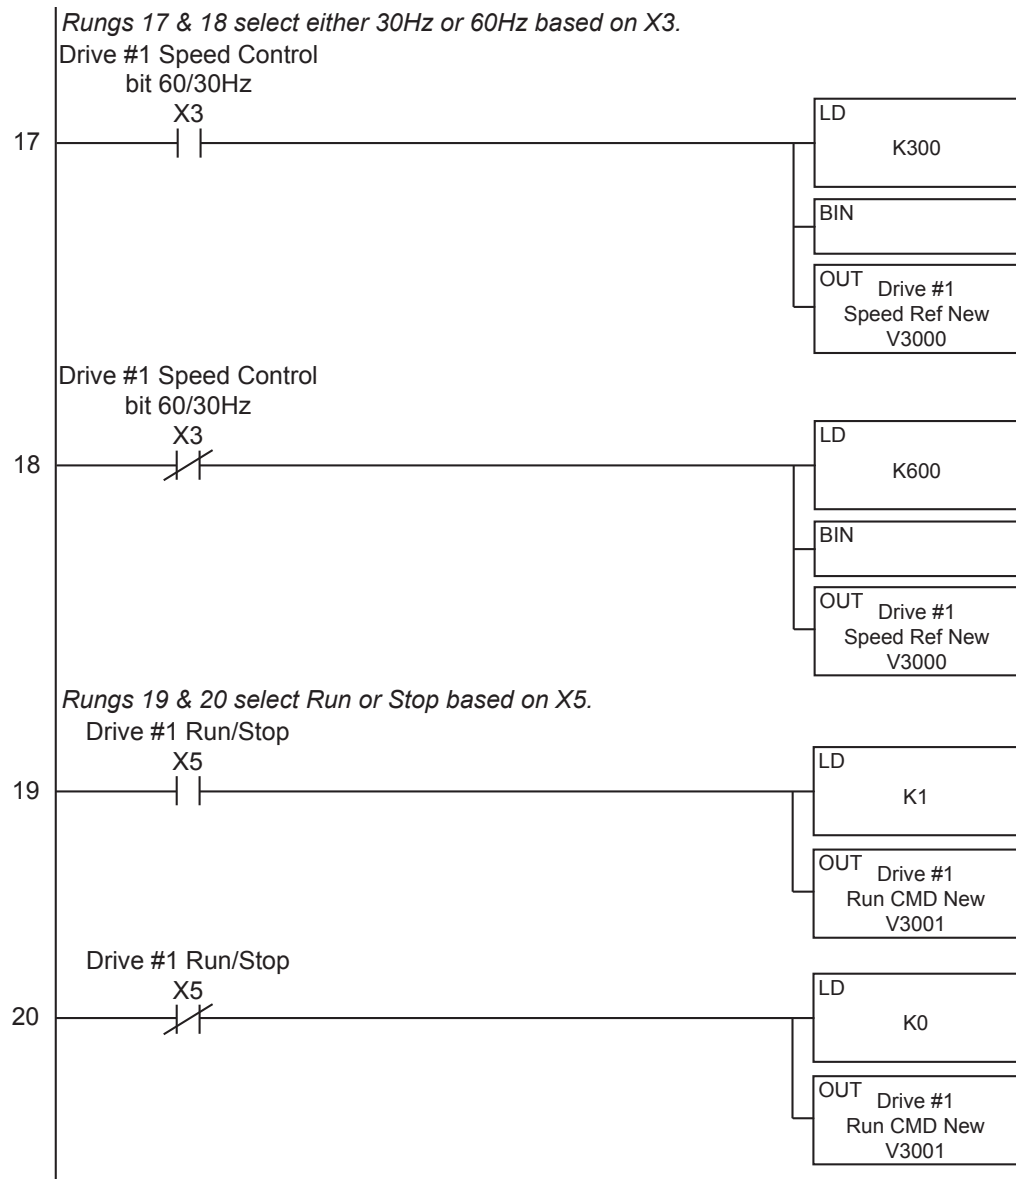 Rungs 17 & 18 select either 30Hz or 60Hz based on X3.
Drive #1 Speed Control
bit 60/30Hz
X3
17
LD
K300
BIN
OUT
Drive #1
Speed Ref New
V3000
Drive #1 Speed Control
bit 60/30Hz
X3
18
LD
K600
BIN
OUT
Drive #1
Speed Ref New
V3000
Rungs 19 & 20 select Run or Stop based on X5.
Drive #1 Run/Stop
X5
19
LD
K1
OUT
Drive #1
Run CMD New
V3001
Drive #1 Run/Stop
X5
20
LD
K0
OUT
Drive #1
Run CMD New
V3001